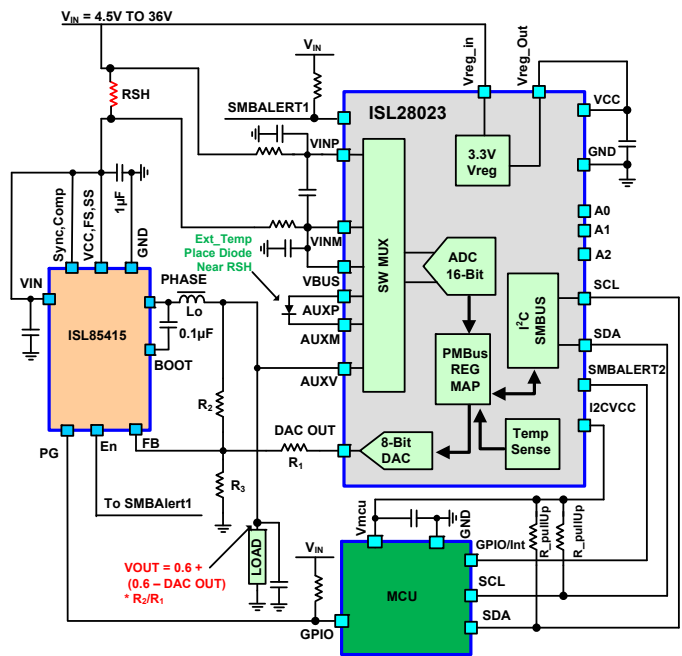 VIN = 4.5V TO 36V
Vreg_in
Vreg_Out
VIN
RSH
SMBALERT1
ISL28023
VCC
3.3V
Vreg
GND
VINP
A0
A1
A2
Sync,Comp
VCC,FS,SS
1µF
GND
VINM
Ext_Temp
Place Diode
Near RSH
SW MUX
ADC
16-Bit
VBUS
SCL
VIN
PHASE
Lo
AUXP
I2C
SMBUS
ISL85415
0.1µF
AUXM
SDA
BOOT
PMBus
REG
MAP
AUXV
SMBALERT2
R2
I2CVCC
DAC OUT
8-Bit
DAC
Temp
Sense
PG
En
FB
R1
R3
To SMBAlert1
Vmcu
GND
R_pullUp
R_pullUp
VOUT = 0.6 +
(0.6 – DAC OUT)
* R2/R1
LOAD
VIN
GPIO/Int
MCU
SCL
SDA
GPIO